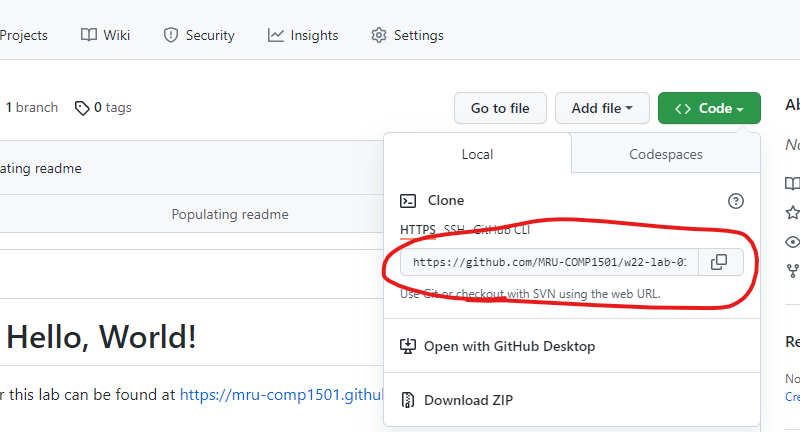 Projects Wiki Security Insights Settings
1 branch 0 tags Go to file Add file Code
Local Codespaces
ating readme
Populating readme
Clone
HTTPS SSH GitHub CLI
https://github.com/MRU-COMP1501/w22-lab-01
Use Git or checkout with SVN using the web URL.
Hello, World!
Open with GitHub Desktop
r this lab can be found at https://mru-comp1501.githu
Download ZIP
Ab
No
Re
No
Cre